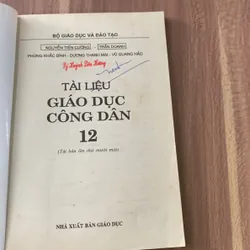 BỘ GIÁO DỤC VÀ ĐÀO TẠO
NGUYỄN TIẾN CƯỜNG - TRẦN DOANH
PHÙNG KHẮC BÌNH - DƯƠNG THANH MAI - VŨ QUANG HẢO
TÀI LIỆU
GIÁO DỤC
CÔNG DÂN
12
(Tái bản lần thứ mười một)
NHÀ XUẤT BẢN GIÁO DỤC